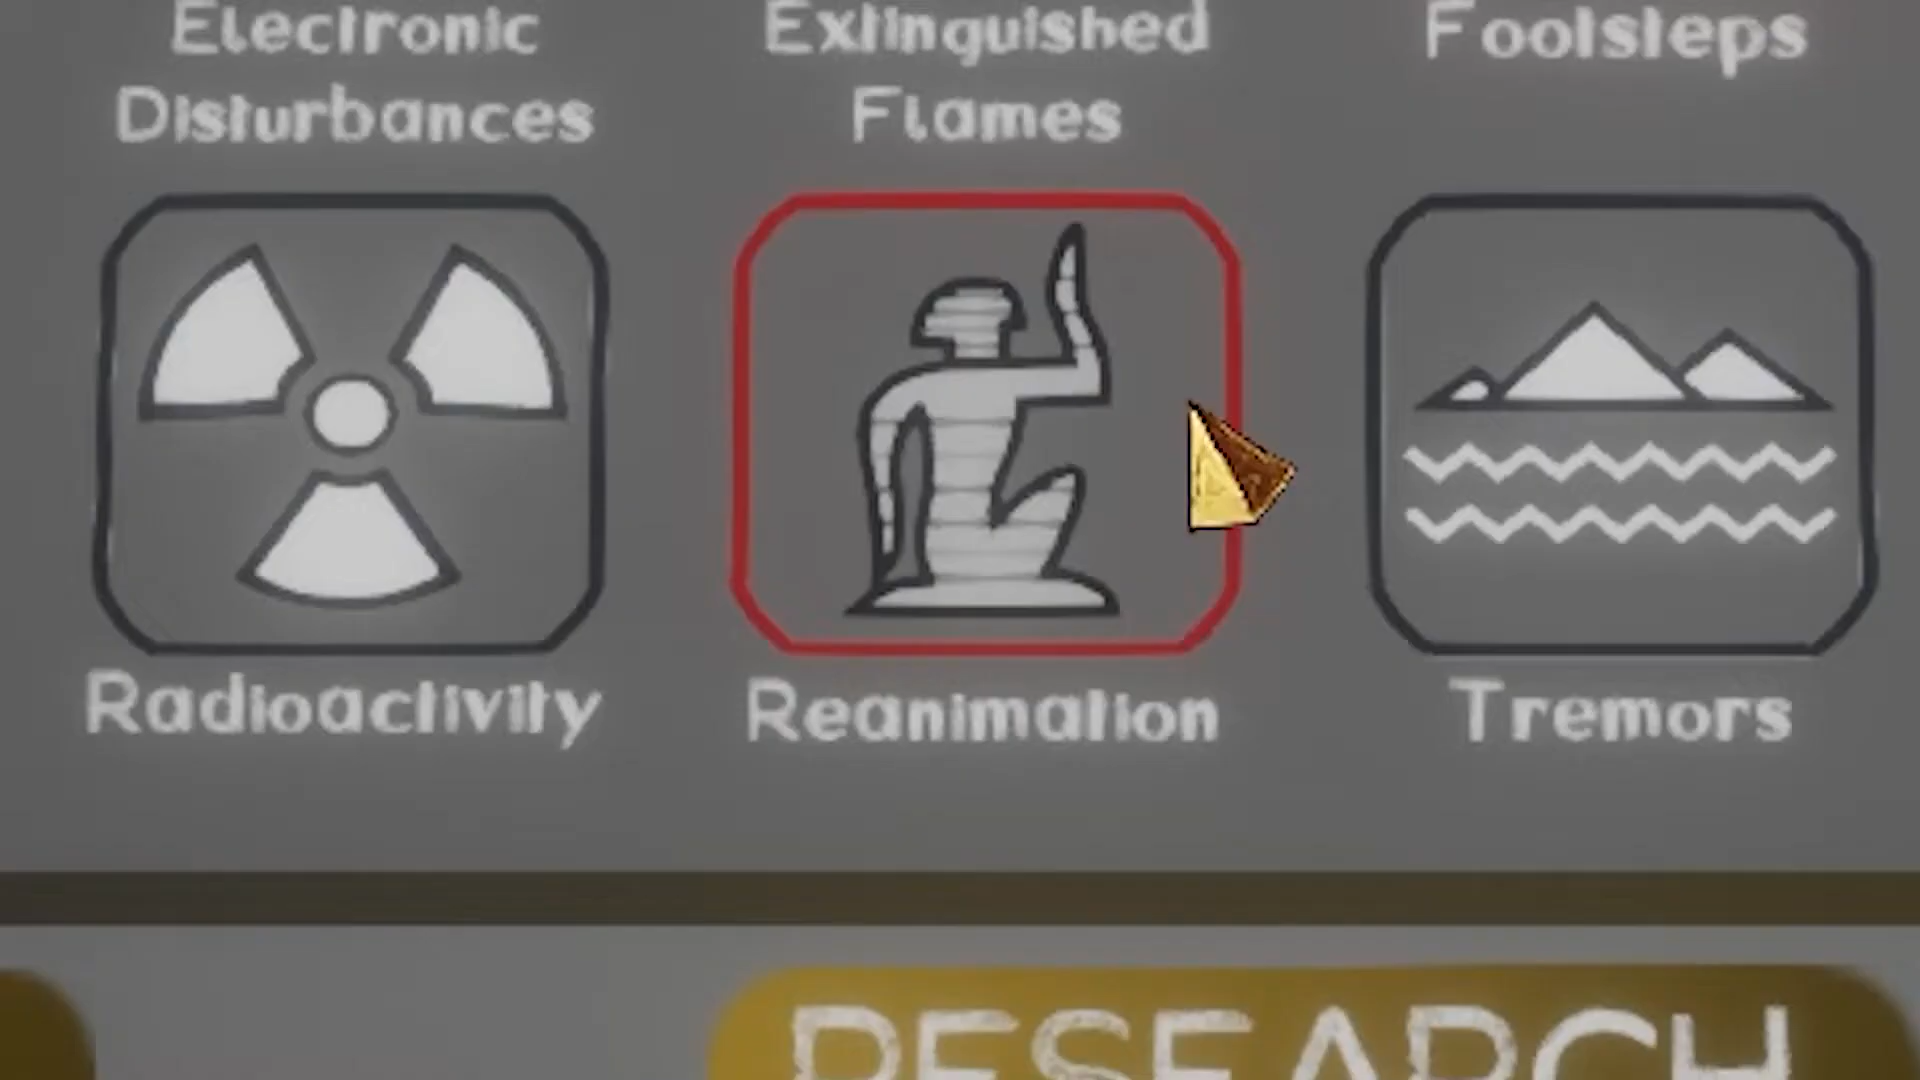 Electronic
Disturbances
Extinguished
Flames
Footsteps
Radioactivity
Reanimation
Tremors
RESEARCH